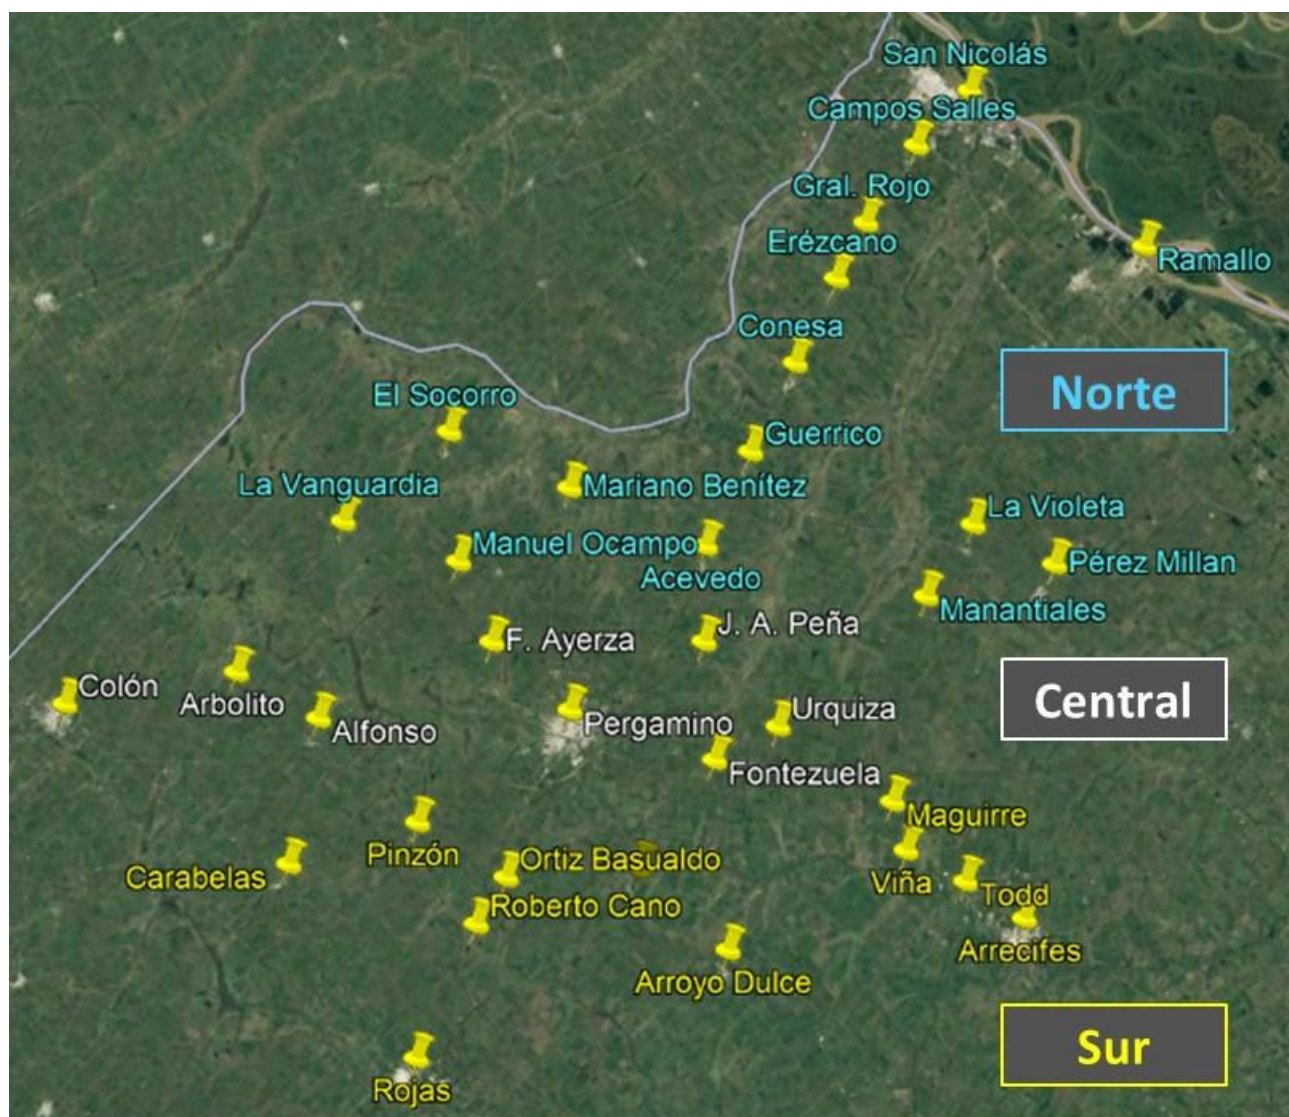 San Nicolás
Campos Salles
Gral. Rojo
Erézcano
Ramallo
Conesa
Norte
El Socorro
Guerrico
La Vanguardia
Mariano Benítez
La Violeta
Manuel Ocampo
Acevedo
Pérez Millan
Manantiales
J. A. Peña
F. Ayerza
Colón
Arbolito
Alfonso
Pergamino
Urquiza
Central
Fontezuela
Maguirre
Pinzón
Ortiz Basualdo
Carabelas
Viña
Todd
Roberto Cano
Arrecifes
Arroyo Dulce
Sur
Rojas